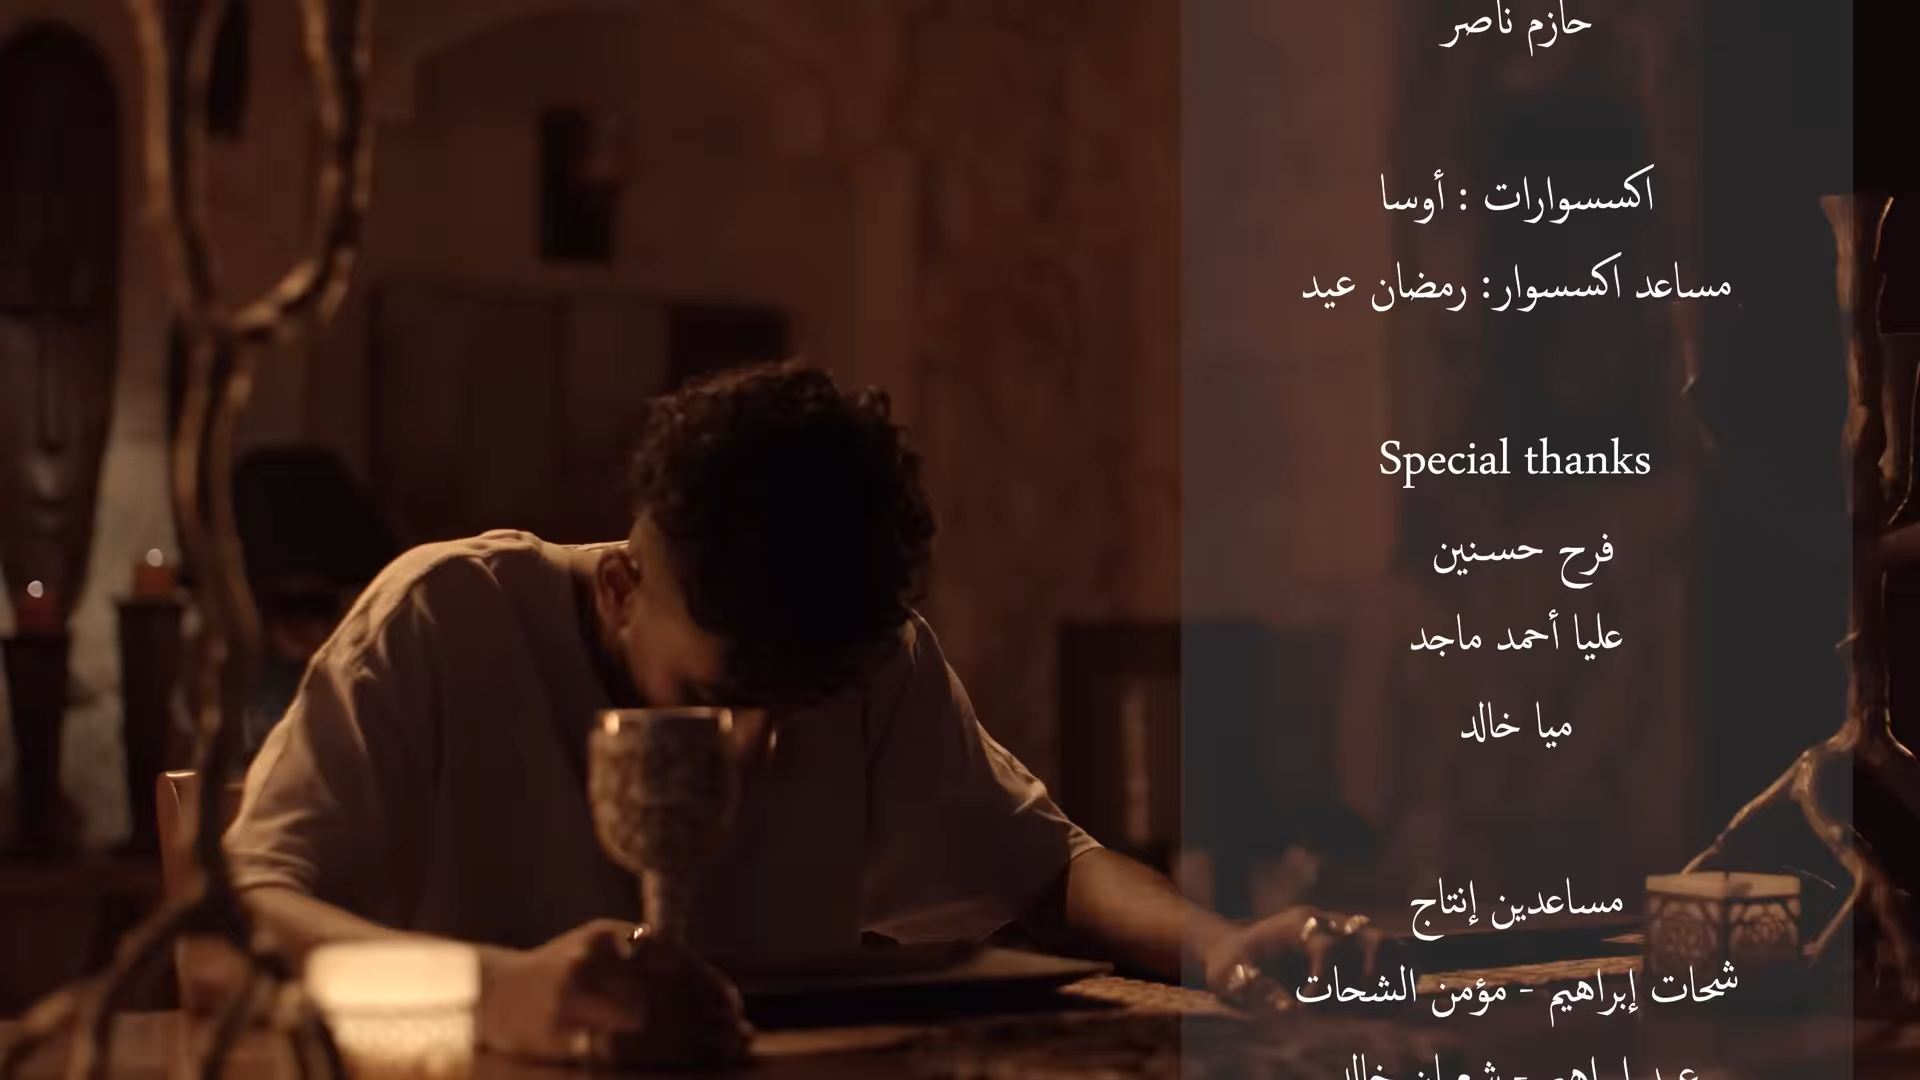 حازم ناصر
اكسسوارات : أوسا
مساعد اكسسوار: رمضان عيد
Special thanks
فرح حسنين
عليا أحمد ماجد
ميا خالد
مساعدين إنتاج
شحات إبراهيم - مؤمن الشحات